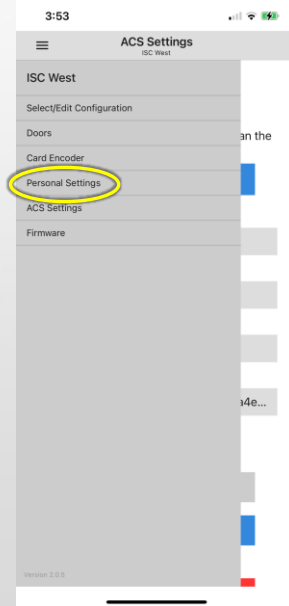 3:53
ACS Settings
ISC West
ISC West
Select/Edit Configuration
Doors
an the
Card Encoder
Personal Settings
ACS Settings
Firmware
a4e...
Version 2.0.8